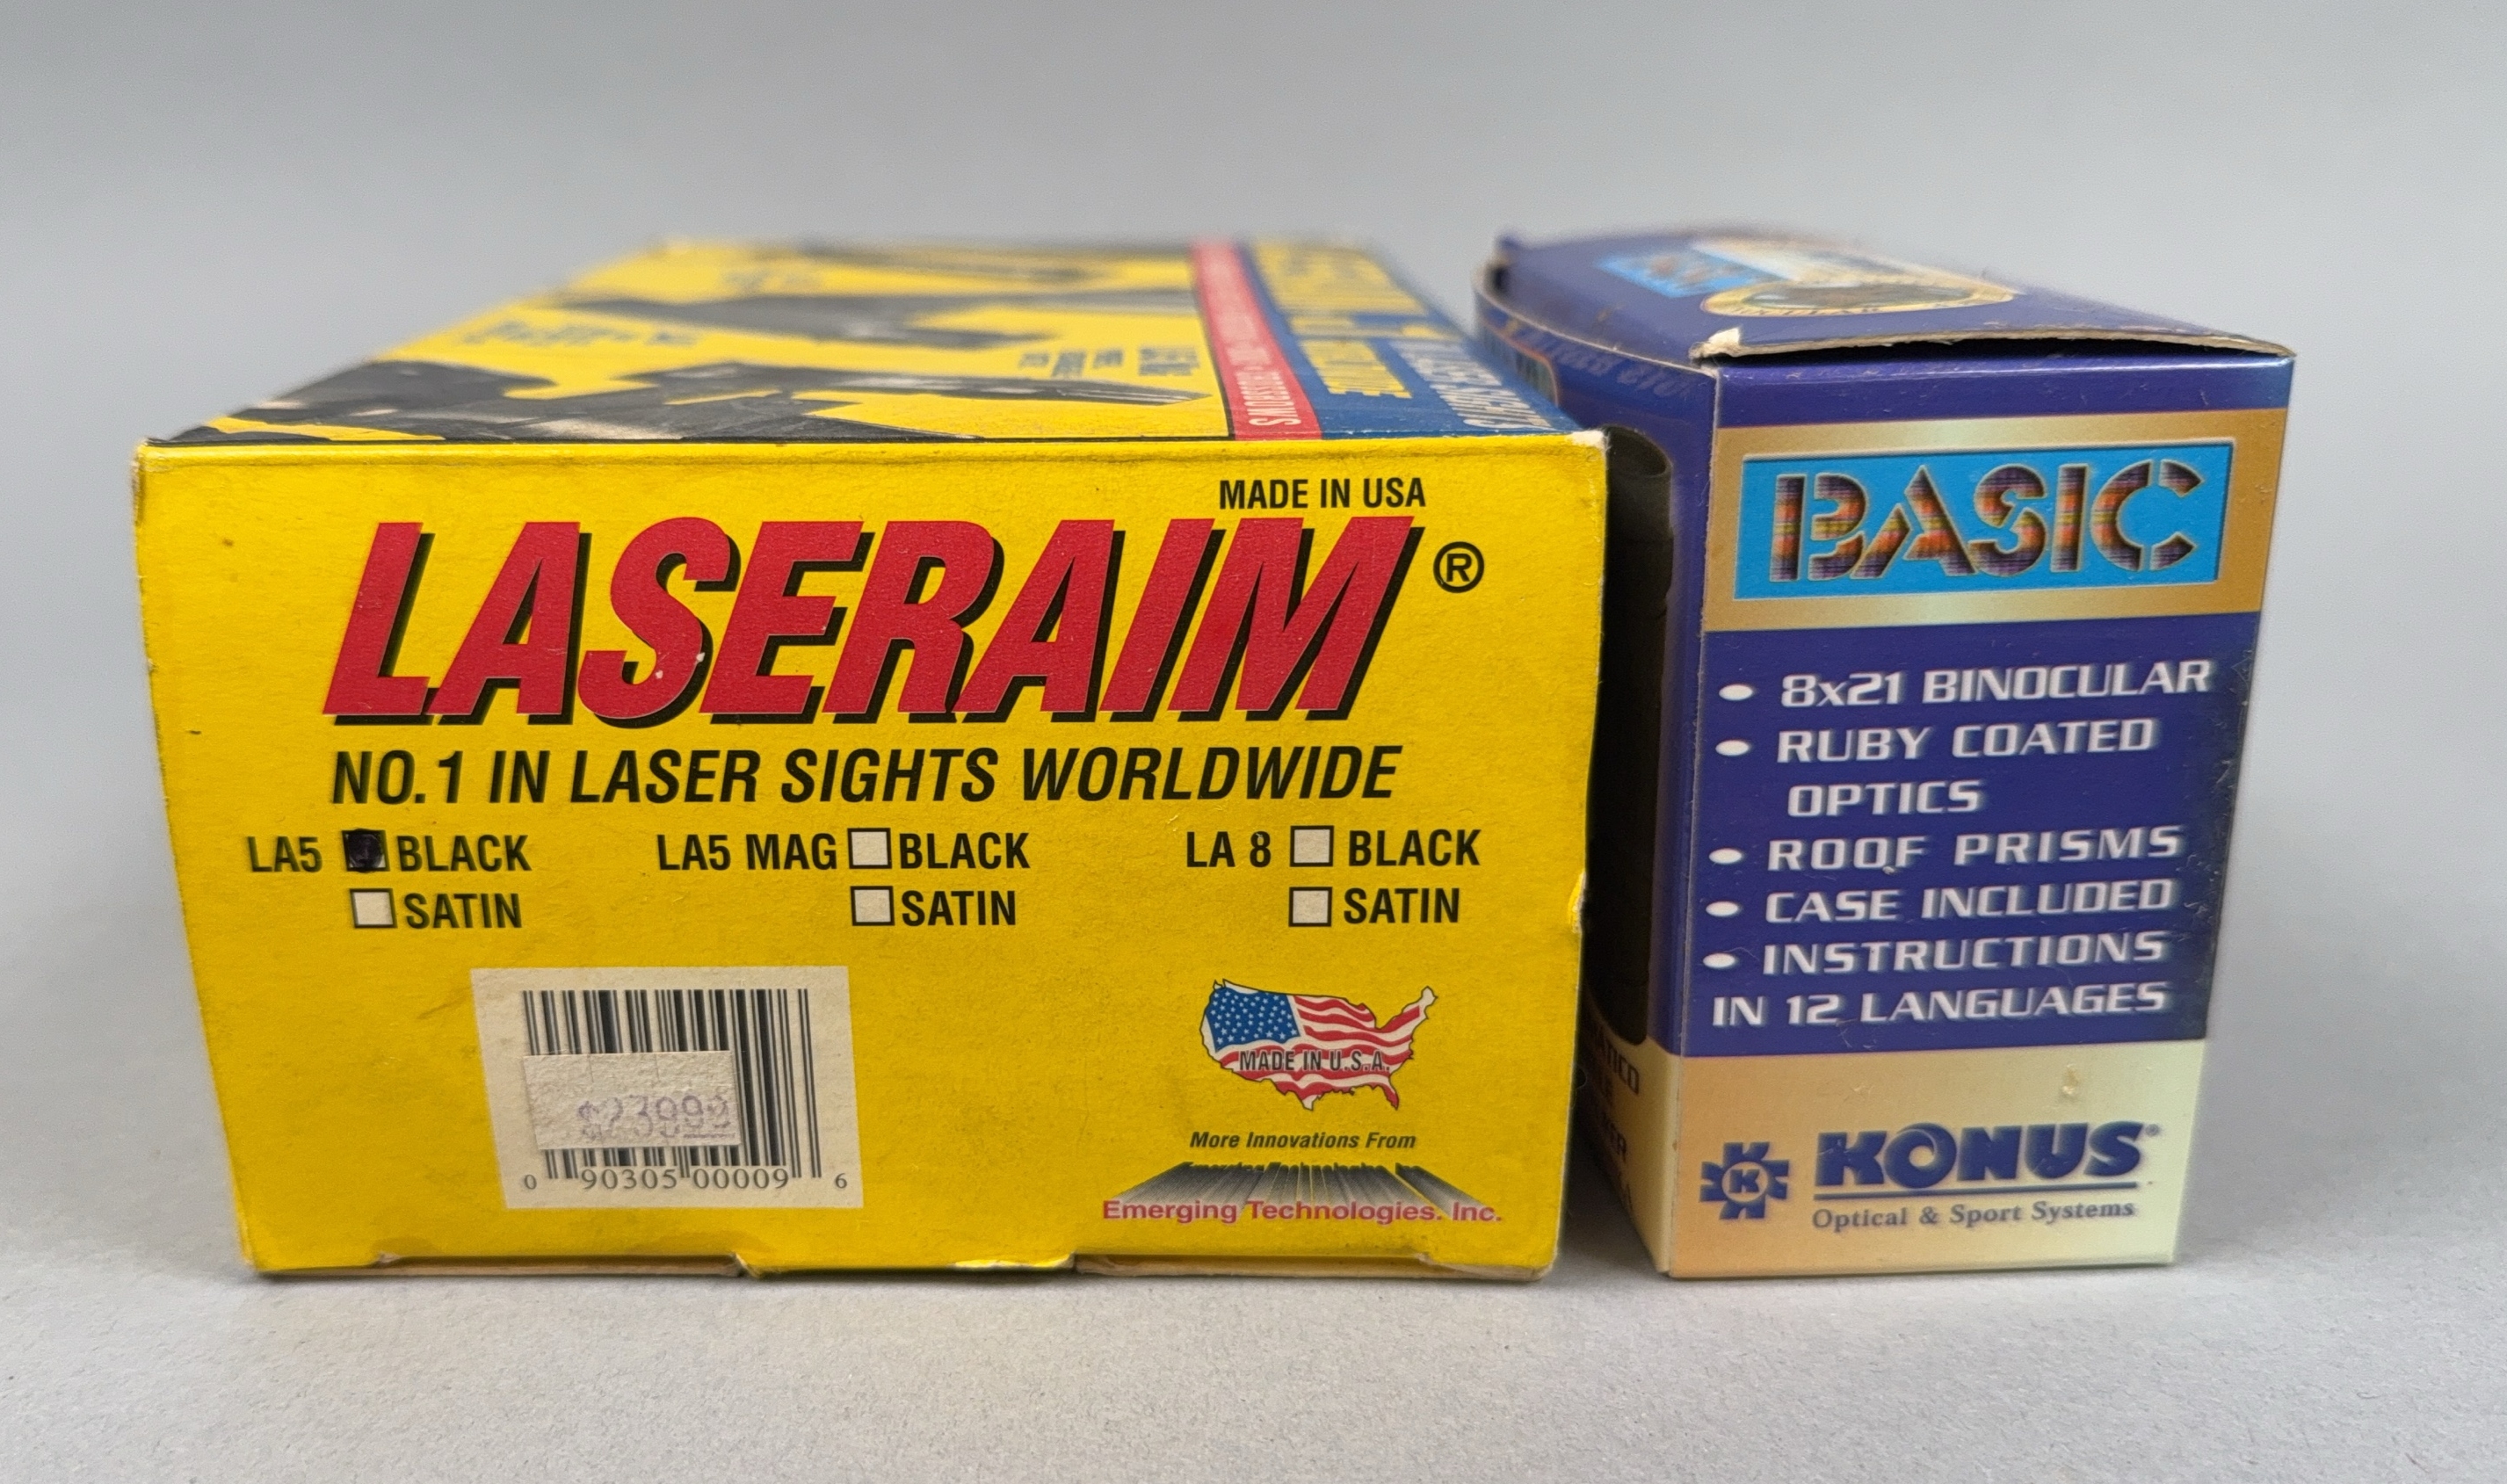 MADE IN USA
LASERAIM®
NO.1 IN LASER SIGHTS WORLDWIDE
LA5 BLACK LA5 MAG BLACK LA 8 BLACK
SATIN SATIN SATIN
MADE IN U.S.A.
0 90305 00009 6
More Innovations From
Emerging Technologies, Inc.
BASIC
• 8x21 BINOCULAR
• RUBY COATED
OPTICS
• ROOF PRISMS
• CASE INCLUDED
• INSTRUCTIONS
IN 12 LANGUAGES
K
KONUS
Optical & Sport Systems